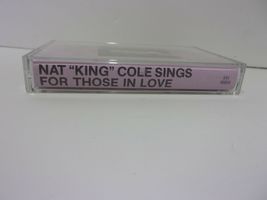 NAT "KING" COLE SINGS
FOR THOSE IN LOVE